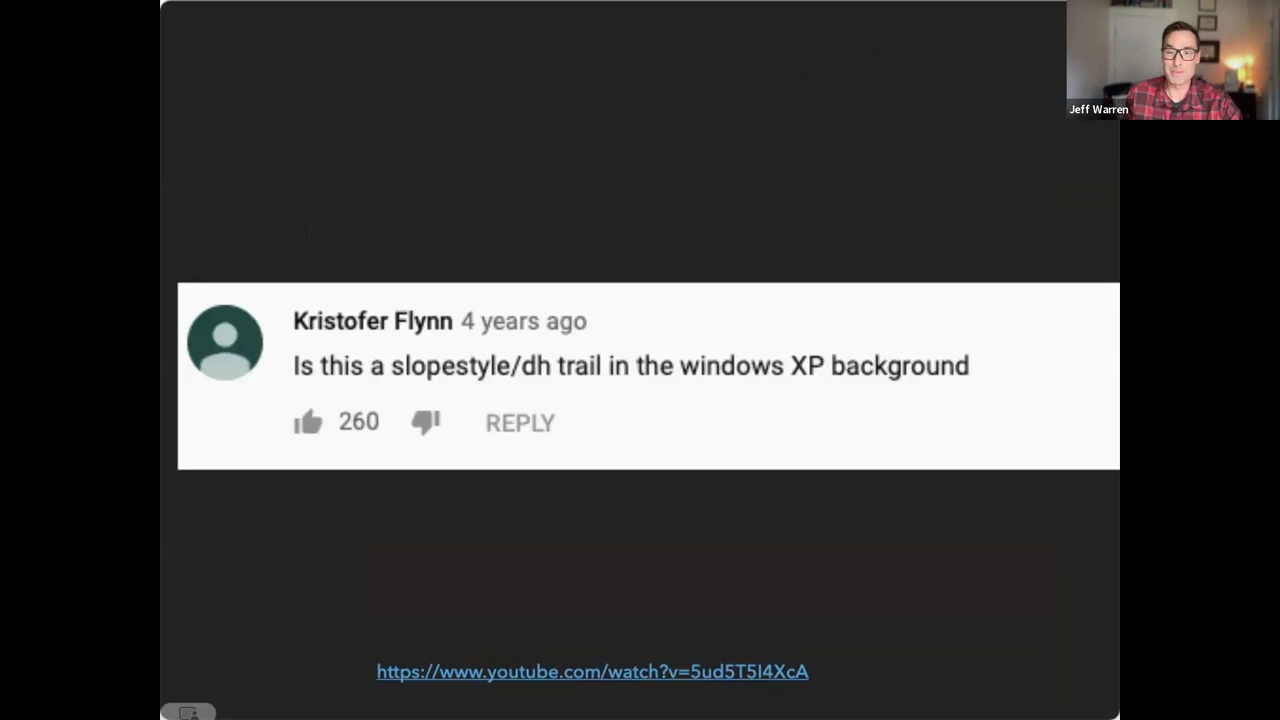 Jeff Warren
Kristofer Flynn 4 years ago
Is this a slopestyle/dh trail in the windows XP background
260 REPLY
https://www.youtube.com/watch?v=5ud5T5I4XcA